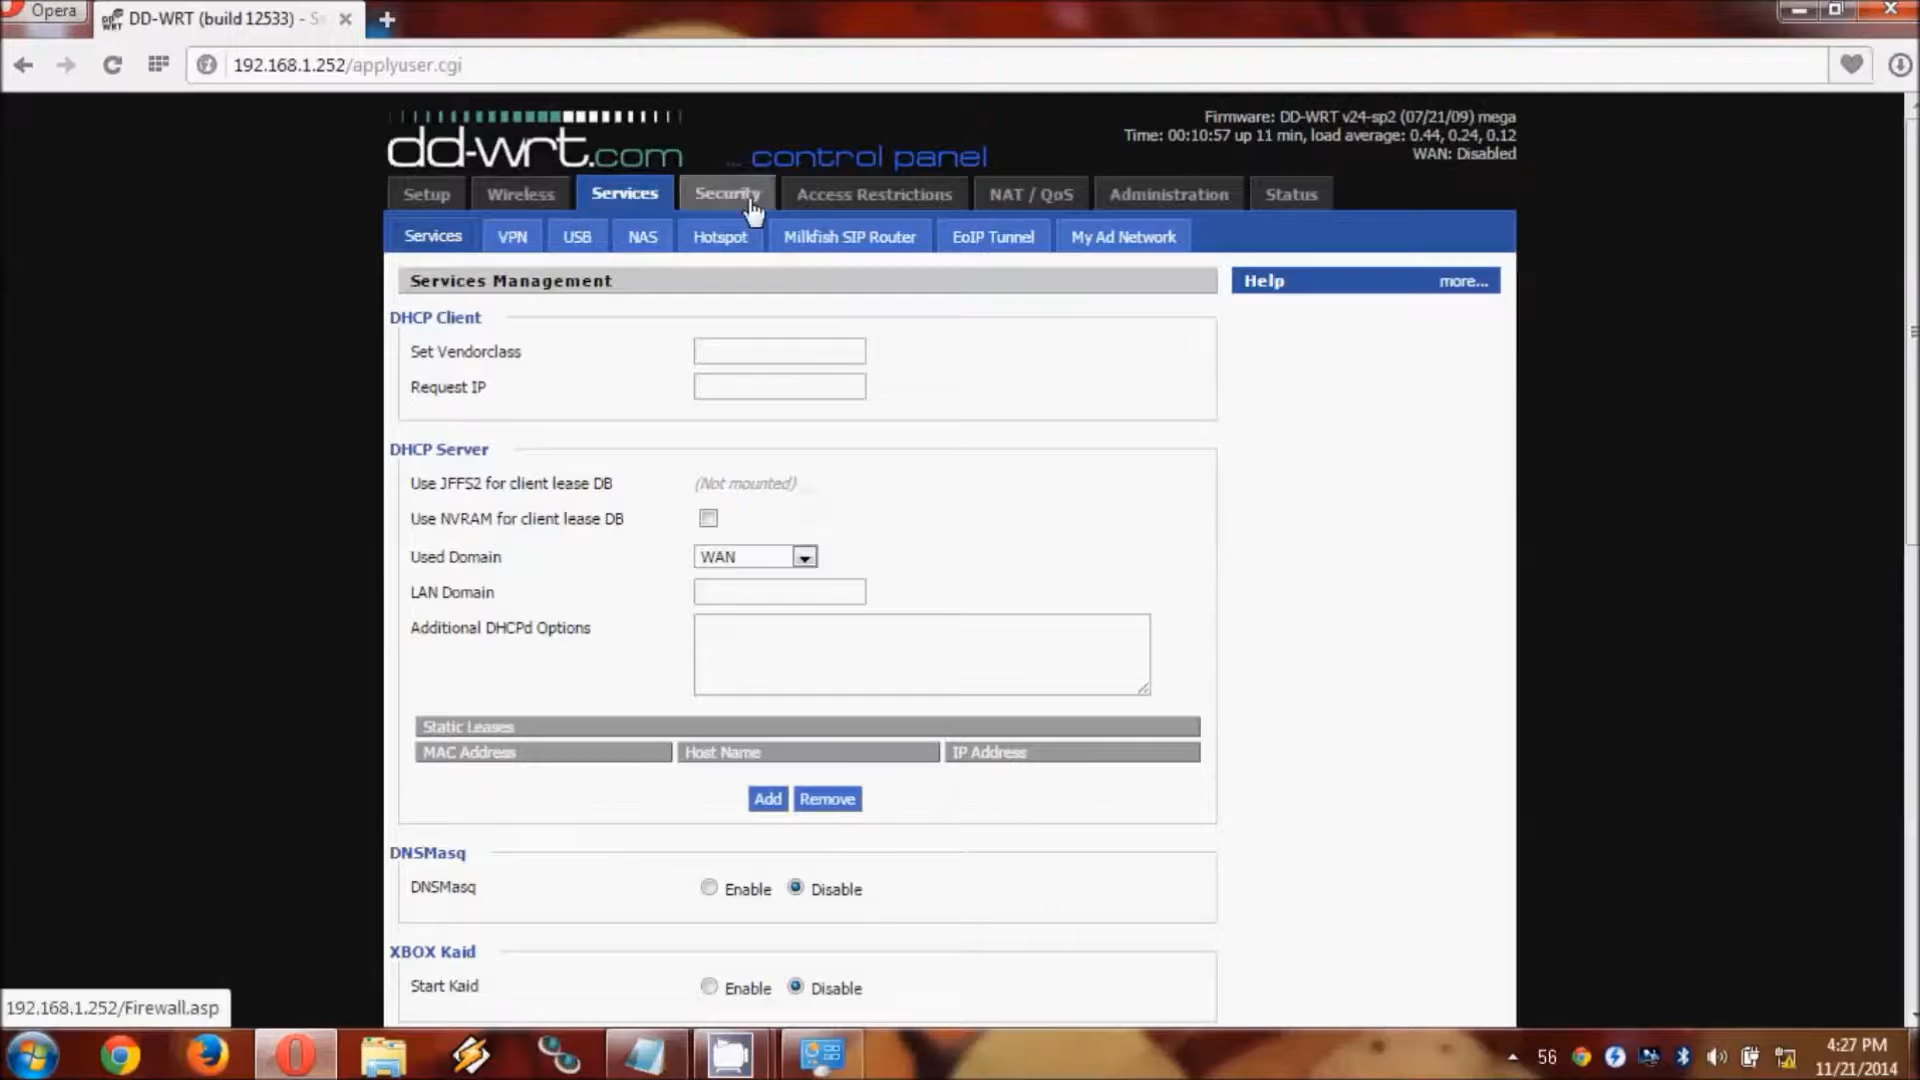 Opera
DD-WRT (build 12533) - S
192.168.1.252/applyuser.cgi
Firmware: DD-WRT v24-sp2 (07/21/09) mega
Time: 00:10:57 up 11 min, load average: 0.44, 0.24, 0.12
WAN: Disabled
dd-wrt.com ... control panel
Setup Wireless Services Security Access Restrictions NAT / QoS Administration Status
Services VPN USB NAS Hotspot Milkfish SIP Router EoIP Tunnel My Ad Network
Services Management
Help more...
DHCP Client
Set Vendorclass
Request IP
DHCP Server
Use JFFS2 for client lease DB (Not mounted)
Use NVRAM for client lease DB
Used Domain WAN
LAN Domain
Additional DHCPd Options
Static Leases
MAC Address Host Name IP Address
Add Remove
DNSMasq
DNSMasq Enable Disable
XBOX Kaid
Start Kaid Enable Disable
192.168.1.252/Firewall.asp
56
4:27 PM
11/21/2014